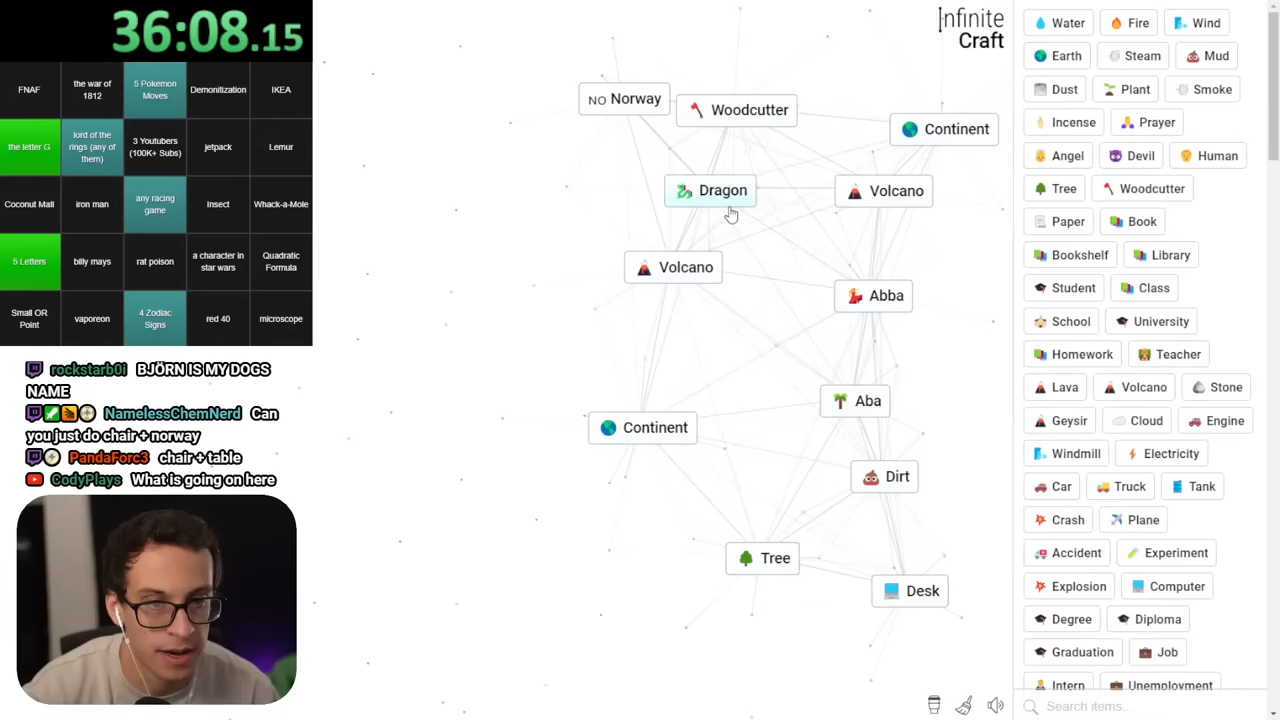 36:08.15
FNAF
the war of
1812
5 Pokemon
Moves
Demonitization
IKEA
the letter G
lord of the
rings (any of
them)
3 Youtubers
(100K+ Subs)
jetpack
Lemur
Coconut Mall
iron man
any racing
game
Insect
Whack-a-Mole
5 Letters
billy mays
rat poison
a character in
star wars
Quadratic
Formula
Small OR
Point
vaporeon
4 Zodiac
Signs
red 40
microscope
rockstarb0i BJÖRN IS MY DOGS
NAME
NamelessChemNerd Can
you just do chair + norway
PandaForc3 chair + table
CodyPlays What is going on here
Infinite
Craft
NO Norway
Woodcutter
Continent
Dragon
Volcano
Volcano
Abba
Aba
Continent
Dirt
Tree
Desk
Water
Fire
Wind
Earth
Steam
Mud
Dust
Plant
Smoke
Incense
Prayer
Angel
Devil
Human
Tree
Woodcutter
Paper
Book
Bookshelf
Library
Student
Class
School
University
Homework
Teacher
Lava
Volcano
Stone
Geysir
Cloud
Engine
Windmill
Electricity
Car
Truck
Tank
Crash
Plane
Accident
Experiment
Explosion
Computer
Degree
Diploma
Graduation
Job
Intern
Unemployment
Search items...